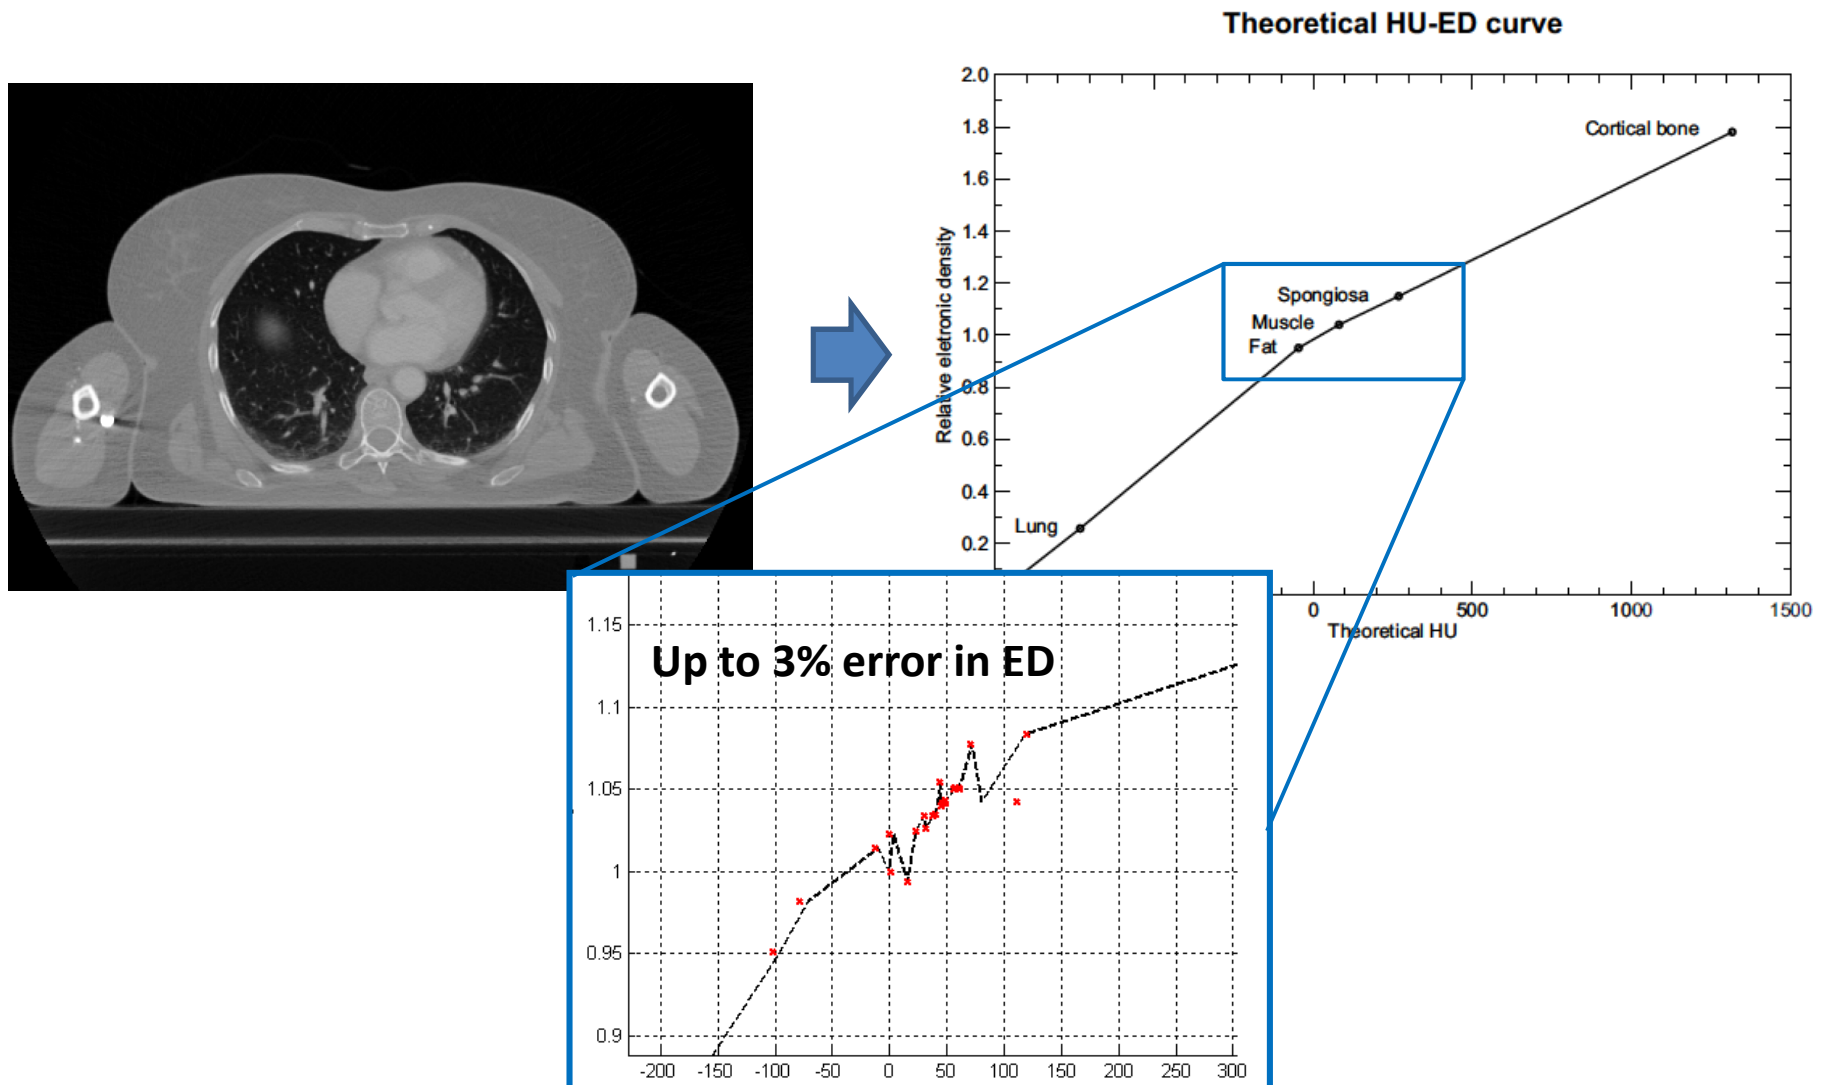 Theoretical HU-ED curve
2.0
1.8
1.6
1.4
1.2
1.0
0.8
0.6
0.4
0.2
Relative eletronic density
Cortical bone
Spongiosa
Muscle
Fat
Lung
0 500 1000 1500
Theoretical HU
Up to 3% error in ED
1.15
1.1
1.05
1
0.95
0.9
-200 -150 -100 -50 0 50 100 150 200 250 300